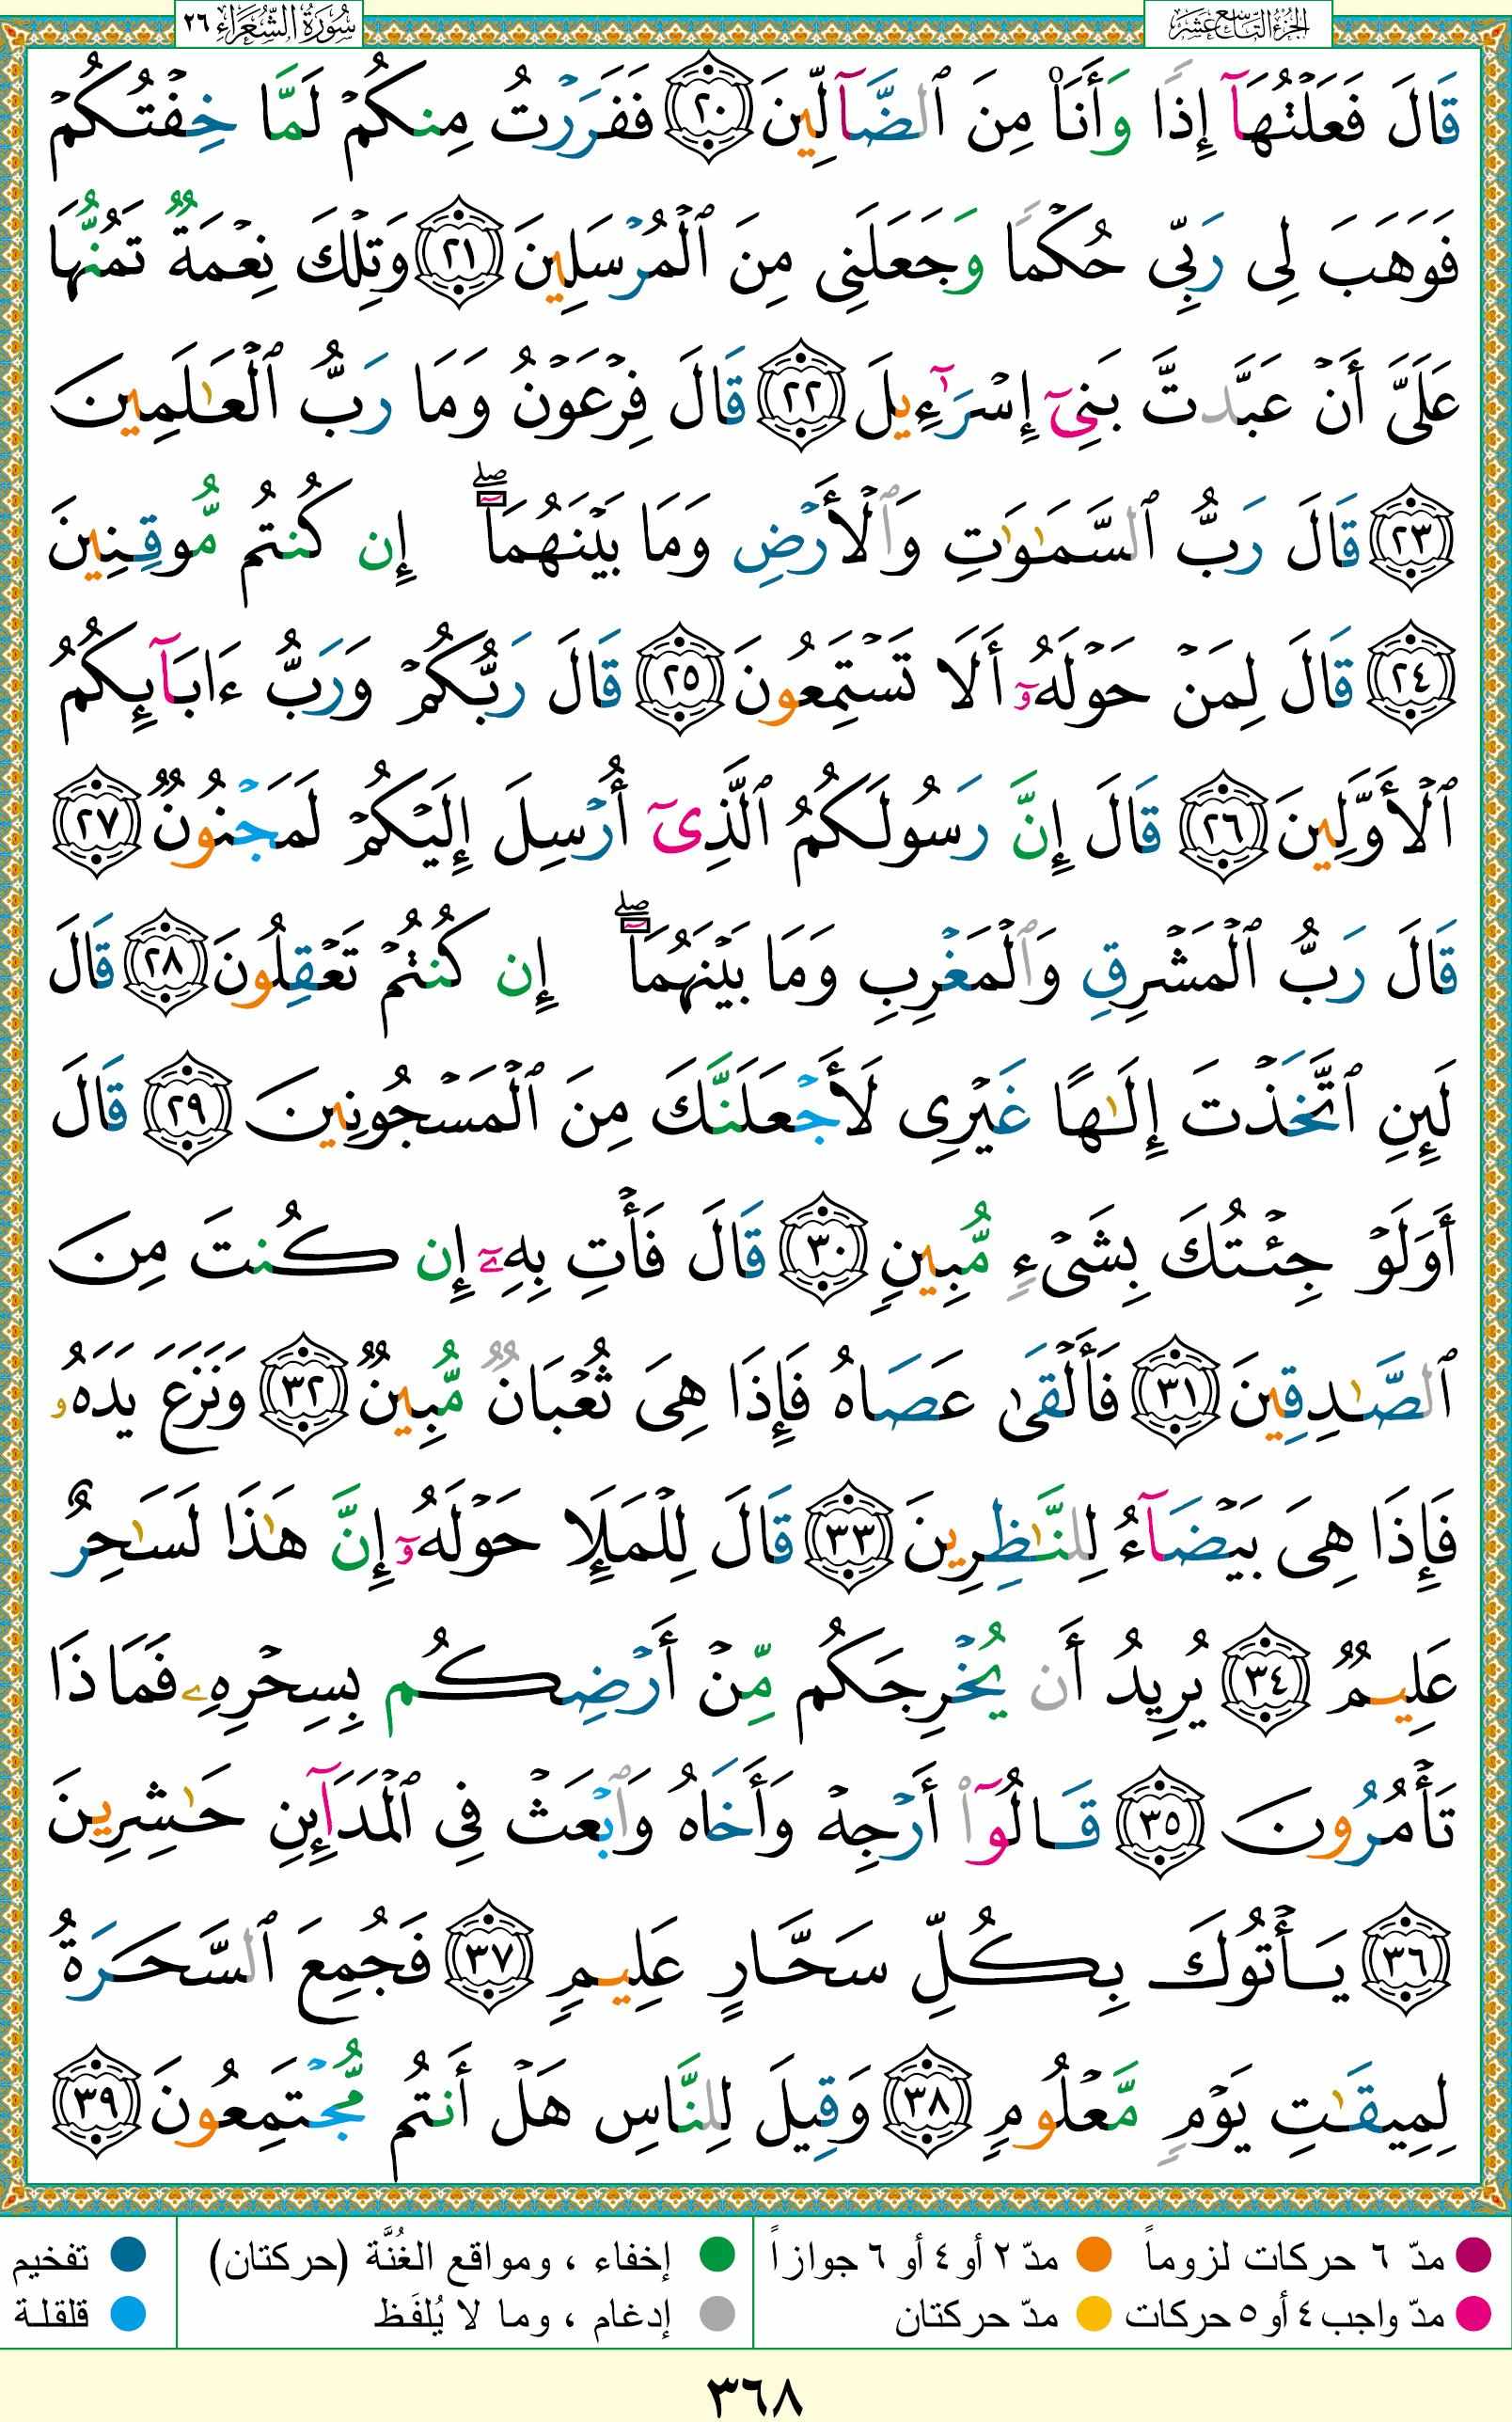 سُورَةُ الشُّعَرَاءِ ٢٦
الجُزْءُ التَّاسِعَ عَشَرَ
قَالَ فَعَلْتُهَآ إِذًا وَأَنَا۠ مِنَ ٱلضَّآلِّينَ ٢٠ فَفَرَرْتُ مِنكُمْ لَمَّا خِفْتُكُمْ
فَوَهَبَ لِى رَبِّى حُكْمًا وَجَعَلَنِى مِنَ ٱلْمُرْسَلِينَ ٢١ وَتِلْكَ نِعْمَةٌ تَمُنُّهَا
عَلَىَّ أَنْ عَبَّدتَّ بَنِىٓ إِسْرَٰٓءِيلَ ٢٢ قَالَ فِرْعَوْنُ وَمَا رَبُّ ٱلْعَٰلَمِينَ
٢٣ قَالَ رَبُّ ٱلسَّمَٰوَٰتِ وَٱلْأَرْضِ وَمَا بَيْنَهُمَآ ۖ إِن كُنتُم مُّوقِنِينَ
٢٤ قَالَ لِمَنْ حَوْلَهُۥٓ أَلَا تَسْتَمِعُونَ ٢٥ قَالَ رَبُّكُمْ وَرَبُّ ءَابَآئِكُمُ
ٱلْأَوَّلِينَ ٢٦ قَالَ إِنَّ رَسُولَكُمُ ٱلَّذِىٓ أُرْسِلَ إِلَيْكُمْ لَمَجْنُونٌ ٢٧
قَالَ رَبُّ ٱلْمَشْرِقِ وَٱلْمَغْرِبِ وَمَا بَيْنَهُمَآ ۖ إِن كُنتُمْ تَعْقِلُونَ ٢٨ قَالَ
لَئِنِ ٱتَّخَذْتَ إِلَٰهًا غَيْرِى لَأَجْعَلَنَّكَ مِنَ ٱلْمَسْجُونِينَ ٢٩ قَالَ
أَوَلَوْ جِئْتُكَ بِشَىْءٍ مُّبِينٍ ٣٠ قَالَ فَأْتِ بِهِۦٓ إِن كُنتَ مِنَ
ٱلصَّٰدِقِينَ ٣١ فَأَلْقَىٰ عَصَاهُ فَإِذَا هِىَ ثُعْبَانٌ مُّبِينٌ ٣٢ وَنَزَعَ يَدَهُۥ
فَإِذَا هِىَ بَيْضَآءُ لِلنَّٰظِرِينَ ٣٣ قَالَ لِلْمَلَإِ حَوْلَهُۥٓ إِنَّ هَٰذَا لَسَٰحِرٌ
عَلِيمٌ ٣٤ يُرِيدُ أَن يُخْرِجَكُم مِّنْ أَرْضِكُم بِسِحْرِهِۦ فَمَاذَا
تَأْمُرُونَ ٣٥ قَالُوٓا۟ أَرْجِهْ وَأَخَاهُ وَٱبْعَثْ فِى ٱلْمَدَآئِنِ حَٰشِرِينَ
٣٦ يَأْتُوكَ بِكُلِّ سَحَّارٍ عَلِيمٍ ٣٧ فَجُمِعَ ٱلسَّحَرَةُ
لِمِيقَٰتِ يَوْمٍ مَّعْلُومٍ ٣٨ وَقِيلَ لِلنَّاسِ هَلْ أَنتُم مُّجْتَمِعُونَ ٣٩
مدّ ٦ حركات لزوماً
مدّ ٢ أو ٤ أو ٦ جوازاً
إخفاء ، ومواقع الغُنَّة (حركتان)
تفخيم
مدّ واجب ٤ أو ٥ حركات
مدّ حركتان
إدغام ، وما لا يُلفَظ
قلقلة
٣٦٨